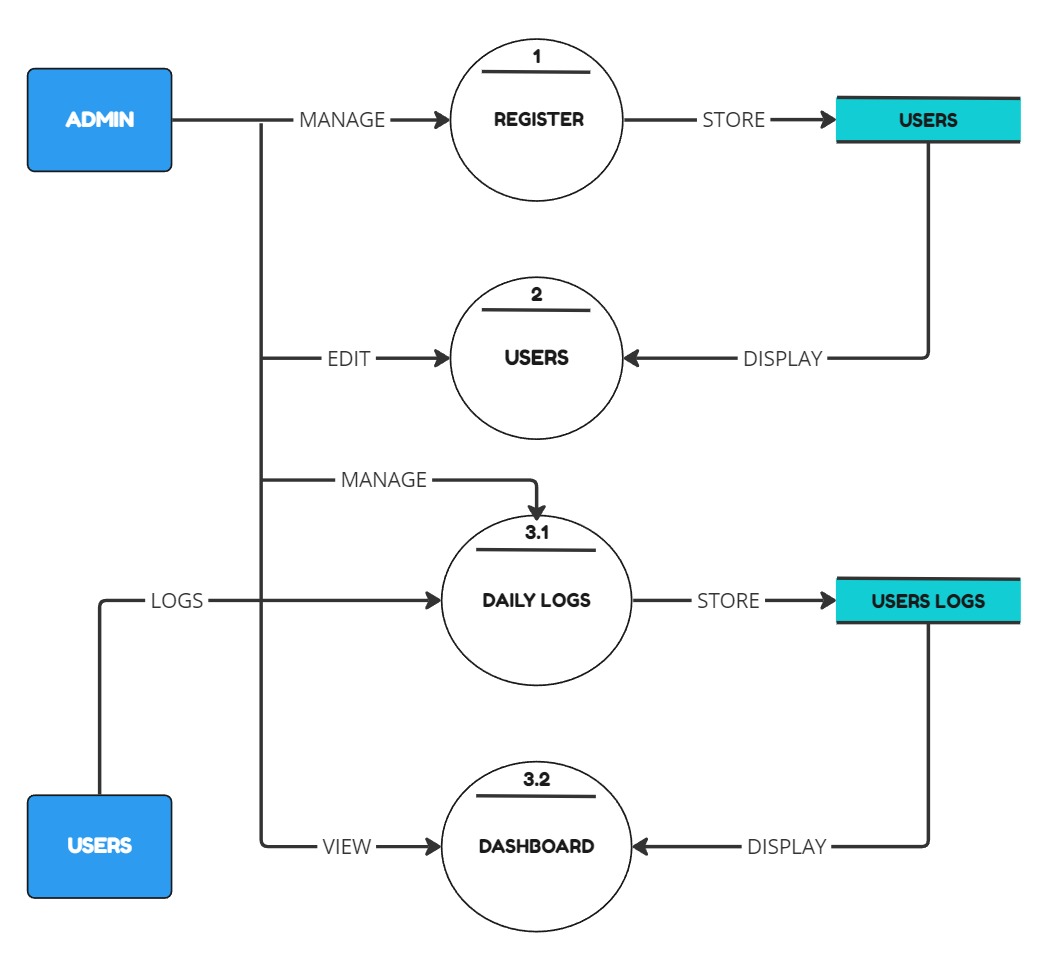 1
ADMIN
MANAGE
REGISTER
STORE
USERS
2
EDIT
USERS
DISPLAY
MANAGE
3.1
LOGS
DAILY LOGS
STORE
USERS LOGS
3.2
USERS
VIEW
DASHBOARD
DISPLAY